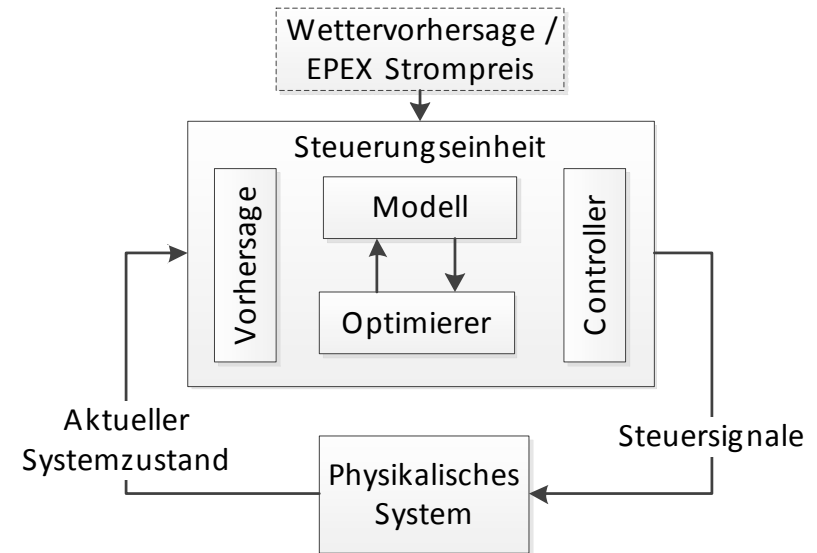 Wettervorhersage /
EPEX Strompreis
Steuerungseinheit
Vorhersage
Modell
Optimierer
Controller
Aktueller
Systemzustand
Physikalisches
System
Steuersignale